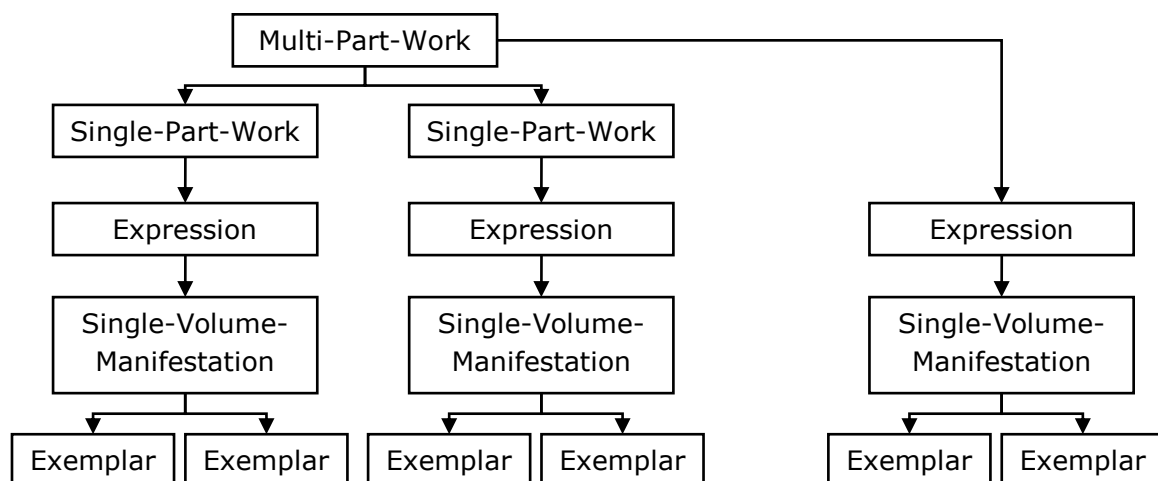 Multi-Part-Work
Single-Part-Work
Single-Part-Work
Expression
Expression
Expression
Single-Volume-
Manifestation
Single-Volume-
Manifestation
Single-Volume-
Manifestation
Exemplar
Exemplar
Exemplar
Exemplar
Exemplar
Exemplar